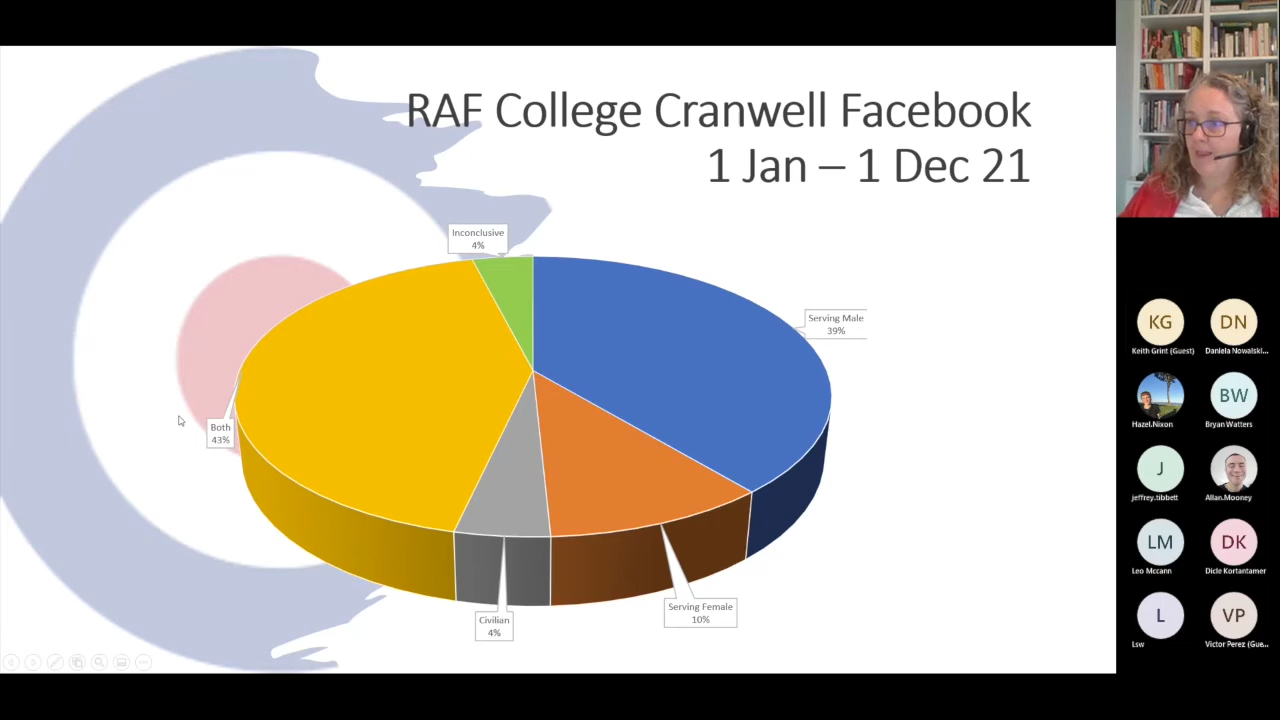 RAF College Cranwell Facebook
1 Jan – 1 Dec 21
Inconclusive
4%
Serving Male
39%
Both
43%
Civilian
4%
Serving Female
10%
KG
DN
Keith Grint (Guest)
Daniela Nowalski...
BW
Hazel.Nixon
Bryan Watters
J
jeffrey.tibbett
Allan.Mooney
LM
DK
Leo Mccann
Dicle Kortantamer
L
VP
Lsw
Victor Perez (Gue...